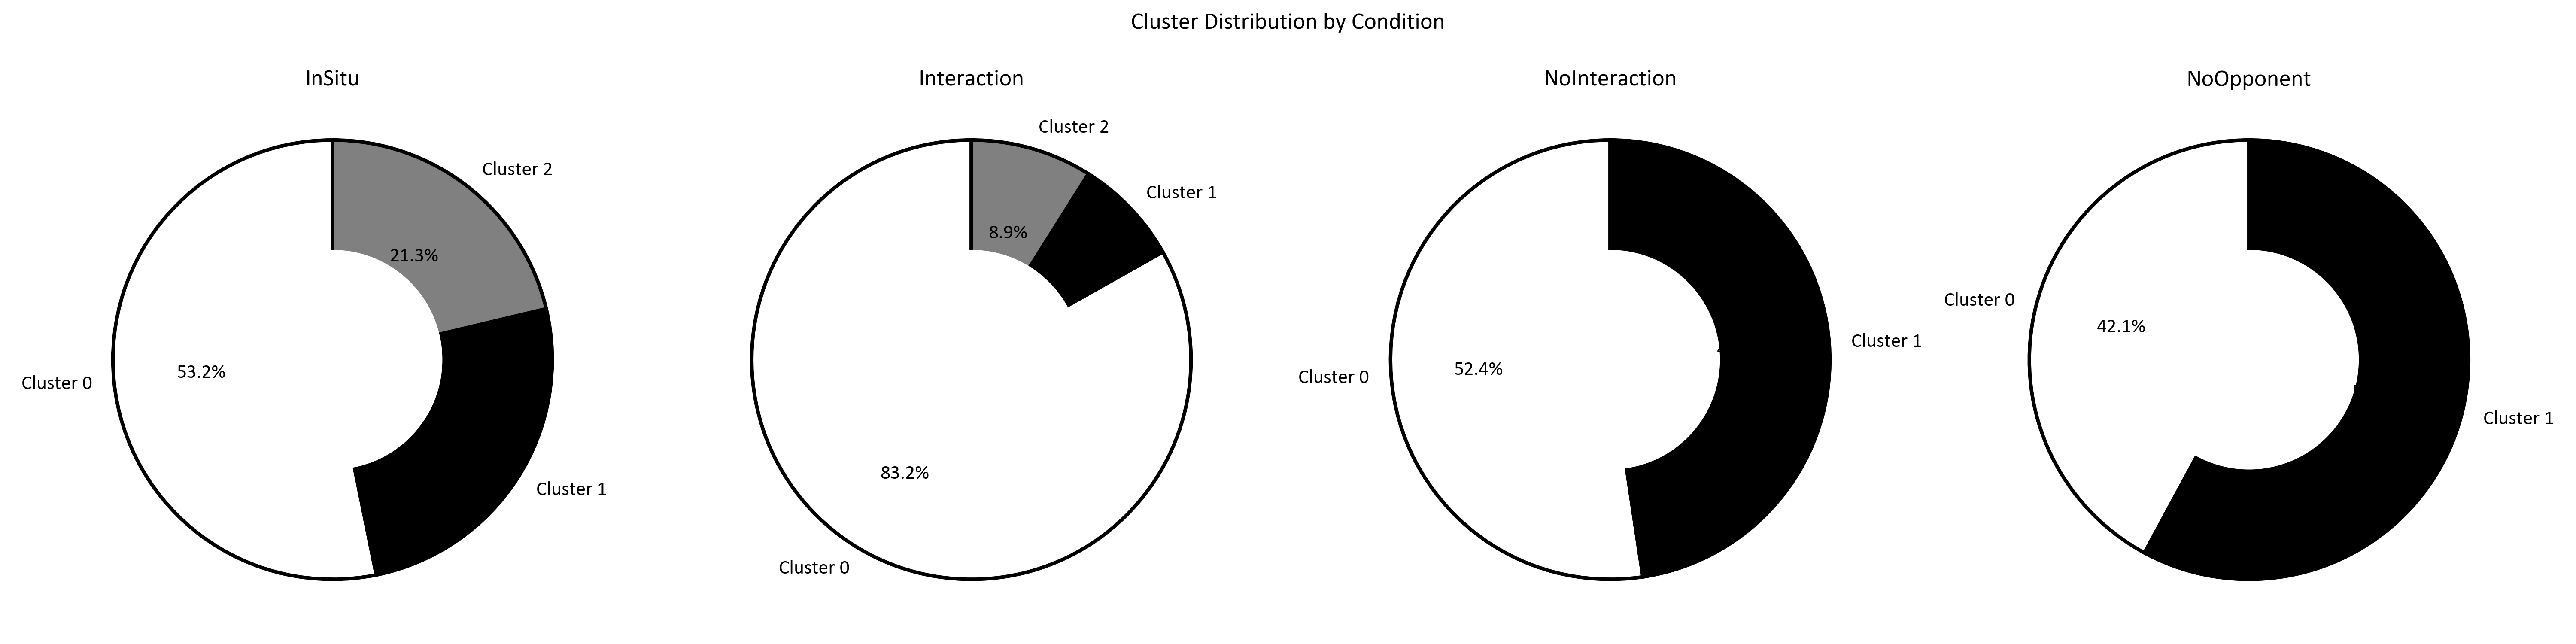 Cluster Distribution by Condition
InSitu
Cluster 2
21.3%
53.2%
Cluster 0
Cluster 1
Interaction
Cluster 2
Cluster 1
8.9%
83.2%
Cluster 0
NoInteraction
Cluster 1
52.4%
Cluster 0
NoOpponent
Cluster 0
42.1%
Cluster 1